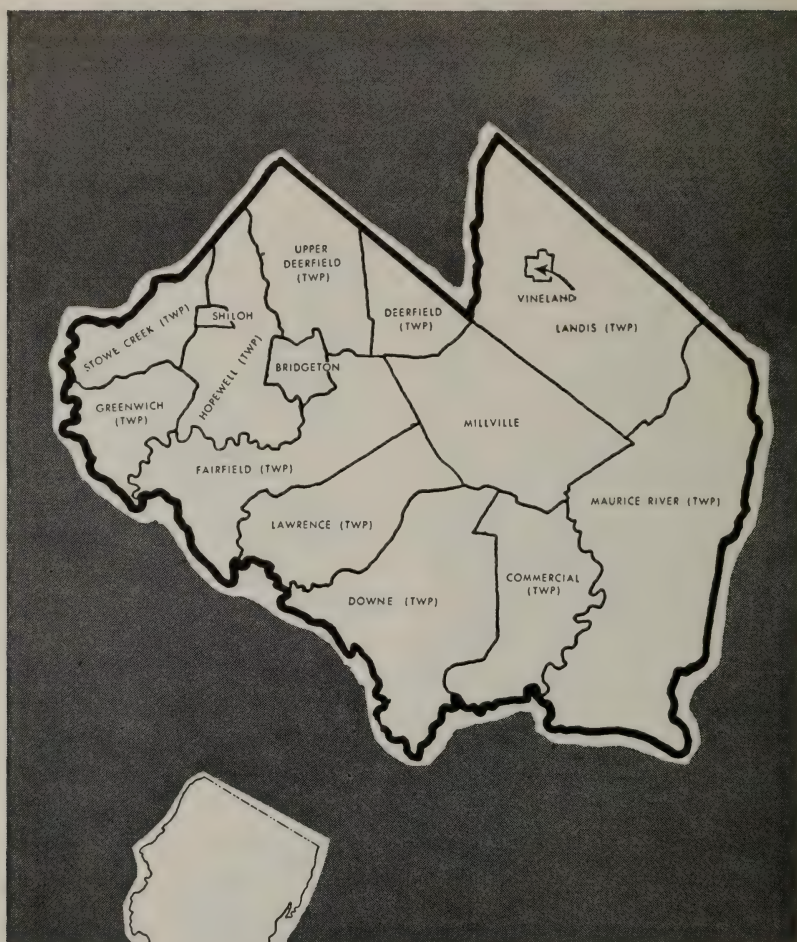 UPPER
DEERFIELD
(TWP)
DEERFIELD
(TWP)
VINELAND
LANDIS (TWP)
STOWE CREEK (TWP)
SHILOH
HOPEWELL (TWP)
BRIDGETON
GREENWICH
(TWP)
MILLVILLE
FAIRFIELD (TWP)
MAURICE RIVER (TWP)
LAWRENCE (TWP)
COMMERCIAL
(TWP)
DOWNE (TWP)